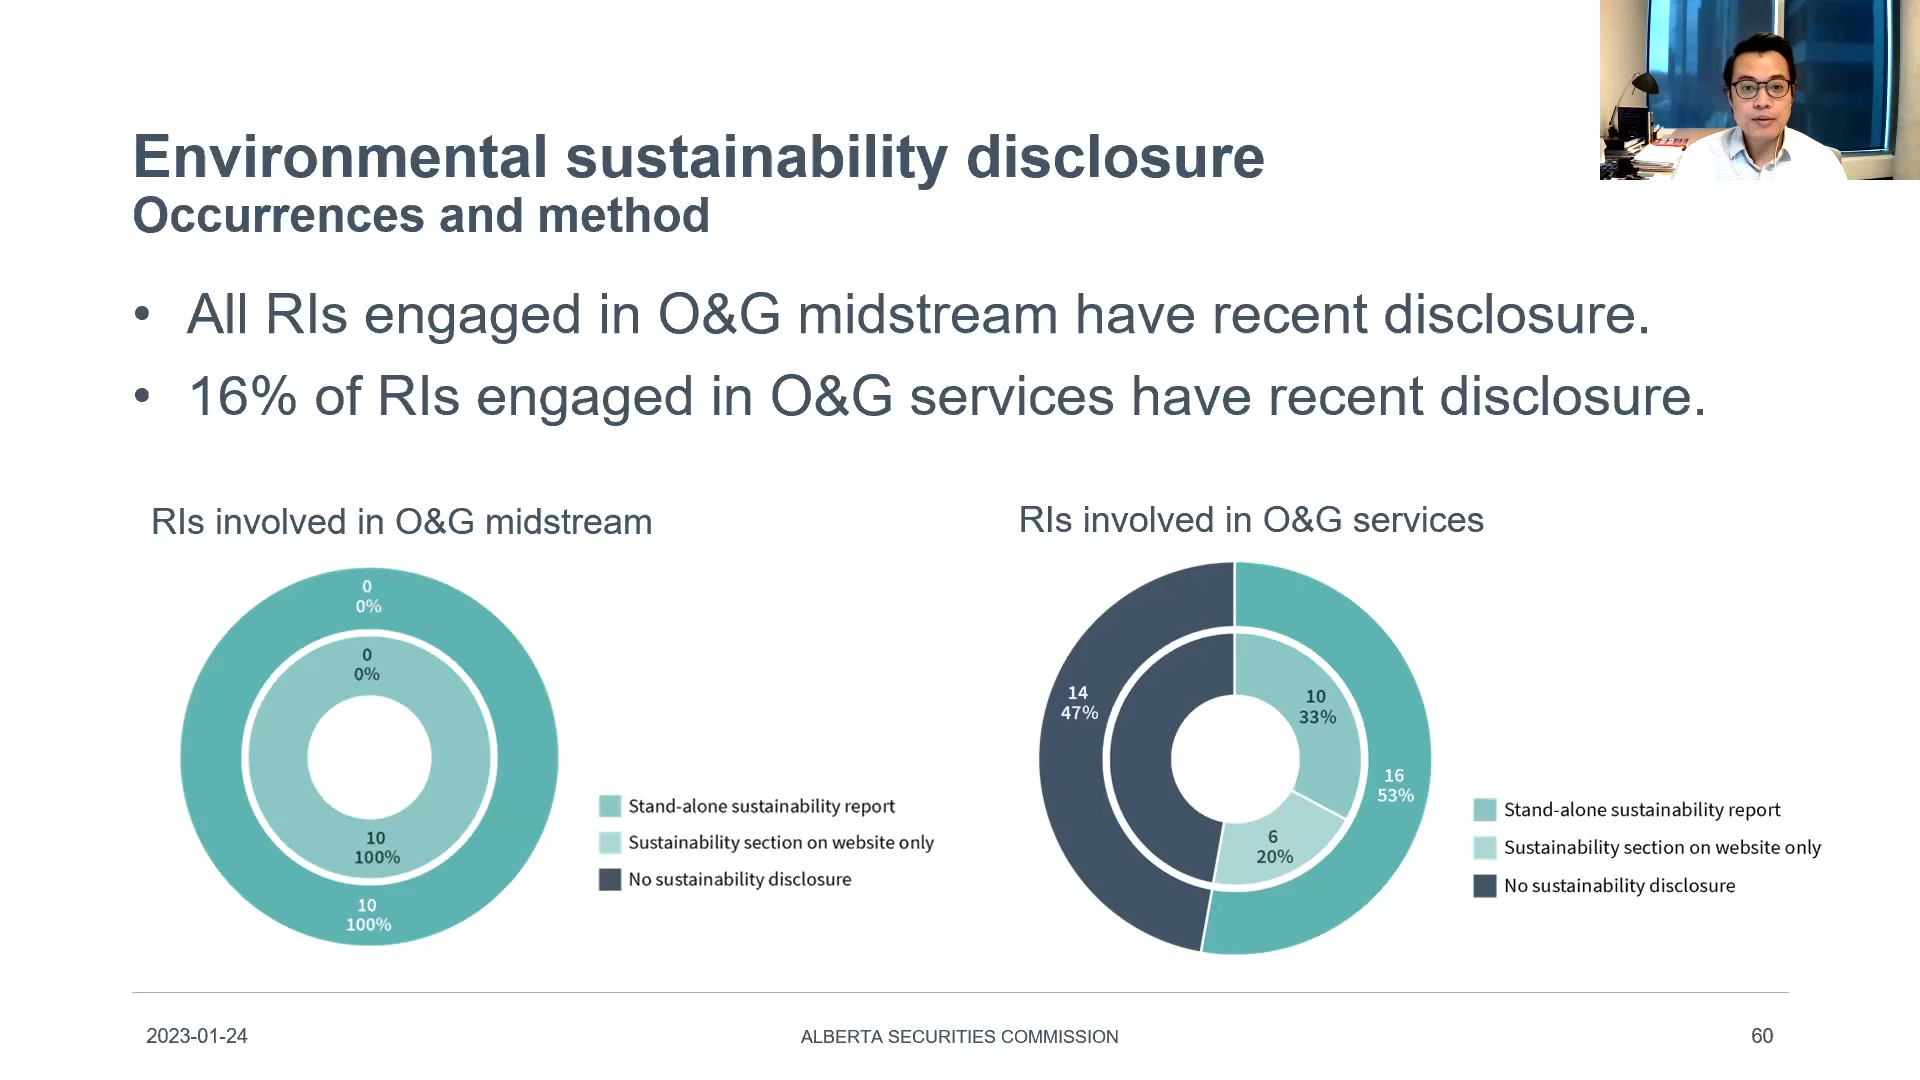 Environmental sustainability disclosure
Occurrences and method
• All RIs engaged in O&G midstream have recent disclosure.
• 16% of RIs engaged in O&G services have recent disclosure.
RIs involved in O&G midstream
0
0%
0
0%
10
100%
10
100%
Stand-alone sustainability report
Sustainability section on website only
No sustainability disclosure
RIs involved in O&G services
14
47%
10
33%
16
53%
6
20%
Stand-alone sustainability report
Sustainability section on website only
No sustainability disclosure
2023-01-24
ALBERTA SECURITIES COMMISSION
60